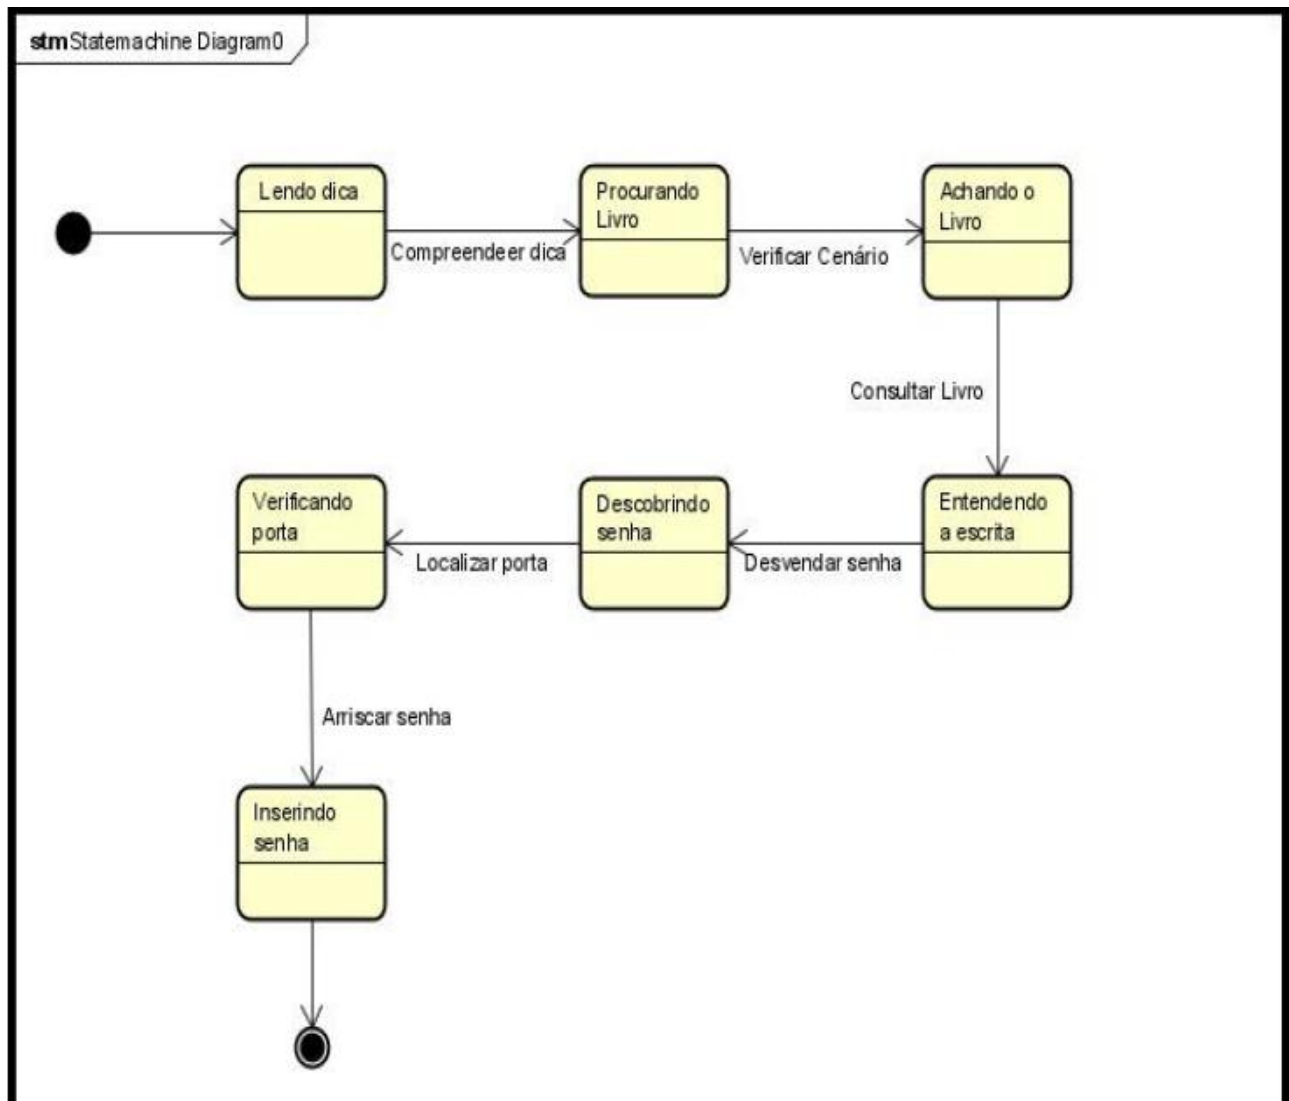 stm Statemachine Diagram0
Lendo dica
Compreendeer dica
Procurando
Livro
Verificar Cenário
Achando o
Livro
Consultar Livro
Entendendo
a escrita
Desvendar senha
Descobrindo
senha
Localizar porta
Verificando
porta
Arriscar senha
Inserindo
senha